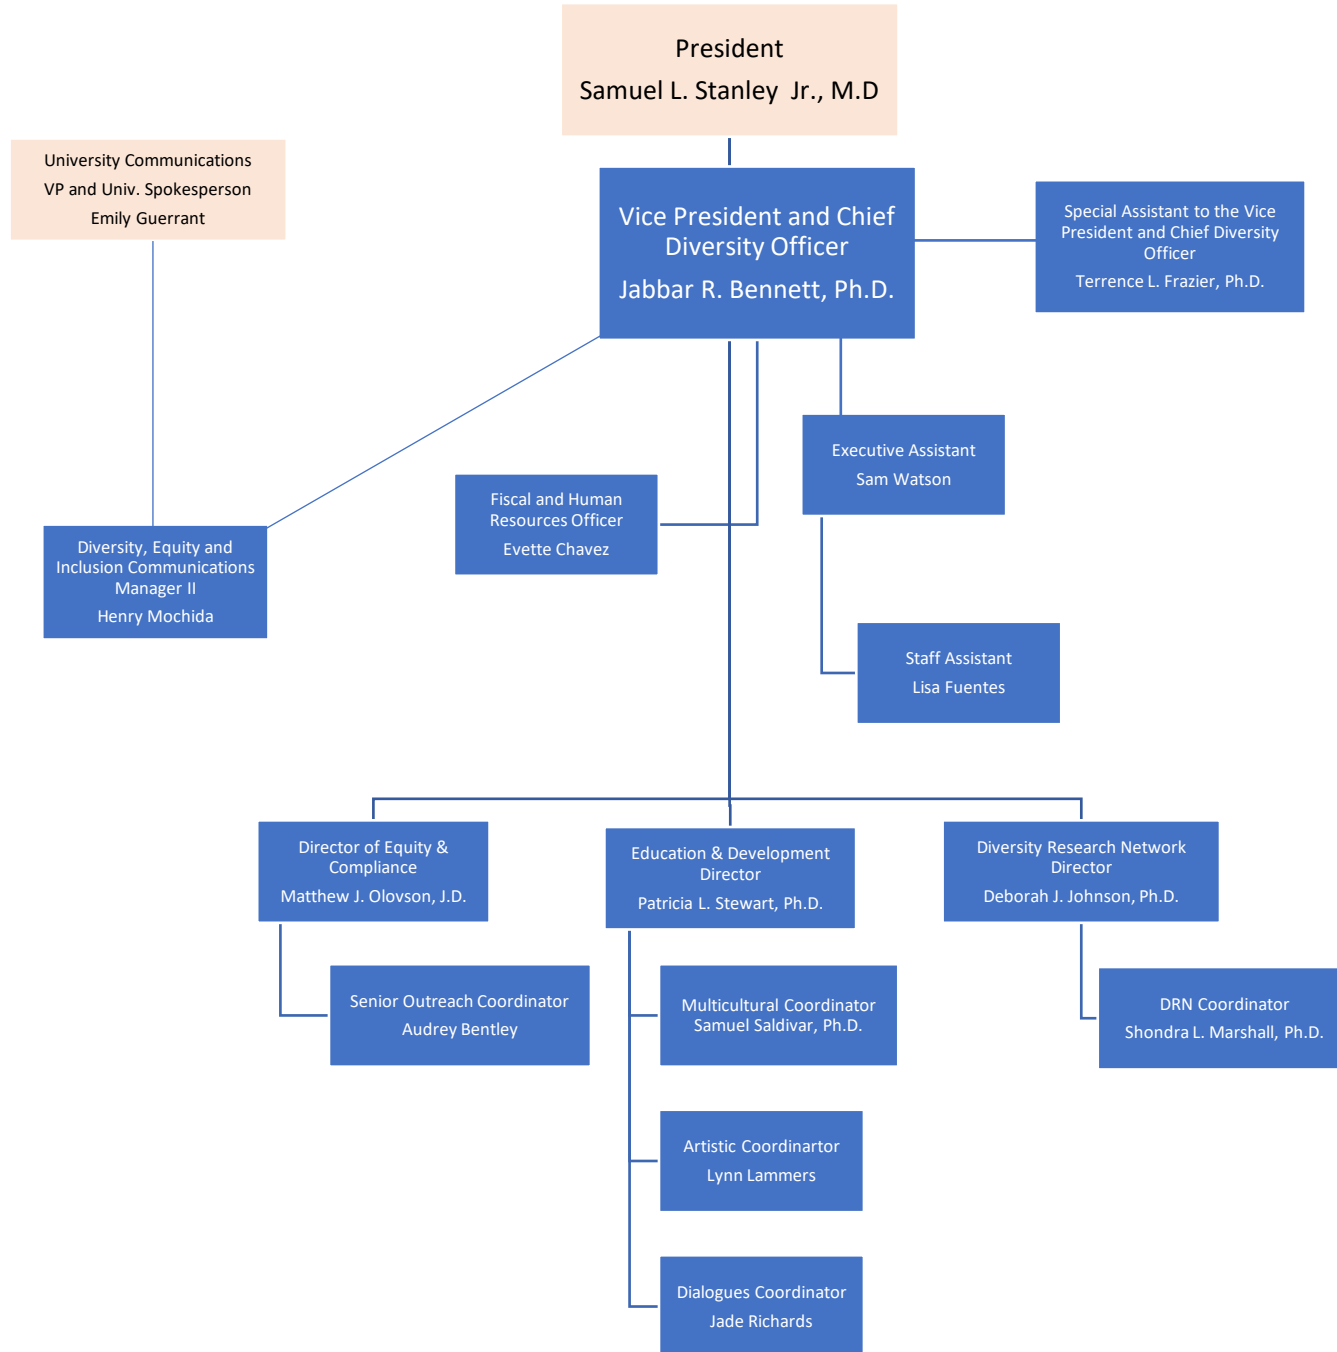 President
Samuel L. Stanley Jr., M.D
University Communications
VP and Univ. Spokesperson
Emily Guerrant
Vice President and Chief
Diversity Officer
Jabbar R. Bennett, Ph.D.
Special Assistant to the Vice
President and Chief Diversity
Officer
Terrence L. Frazier, Ph.D.
Executive Assistant
Sam Watson
Fiscal and Human
Resources Officer
Evette Chavez
Diversity, Equity and
Inclusion Communications
Manager II
Henry Mochida
Staff Assistant
Lisa Fuentes
Director of Equity &
Compliance
Matthew J. Olovson, J.D.
Education & Development
Director
Patricia L. Stewart, Ph.D.
Diversity Research Network
Director
Deborah J. Johnson, Ph.D.
Senior Outreach Coordinator
Audrey Bentley
Multicultural Coordinator
Samuel Saldivar, Ph.D.
DRN Coordinator
Shondra L. Marshall, Ph.D.
Artistic Coordinartor
Lynn Lammers
Dialogues Coordinator
Jade Richards